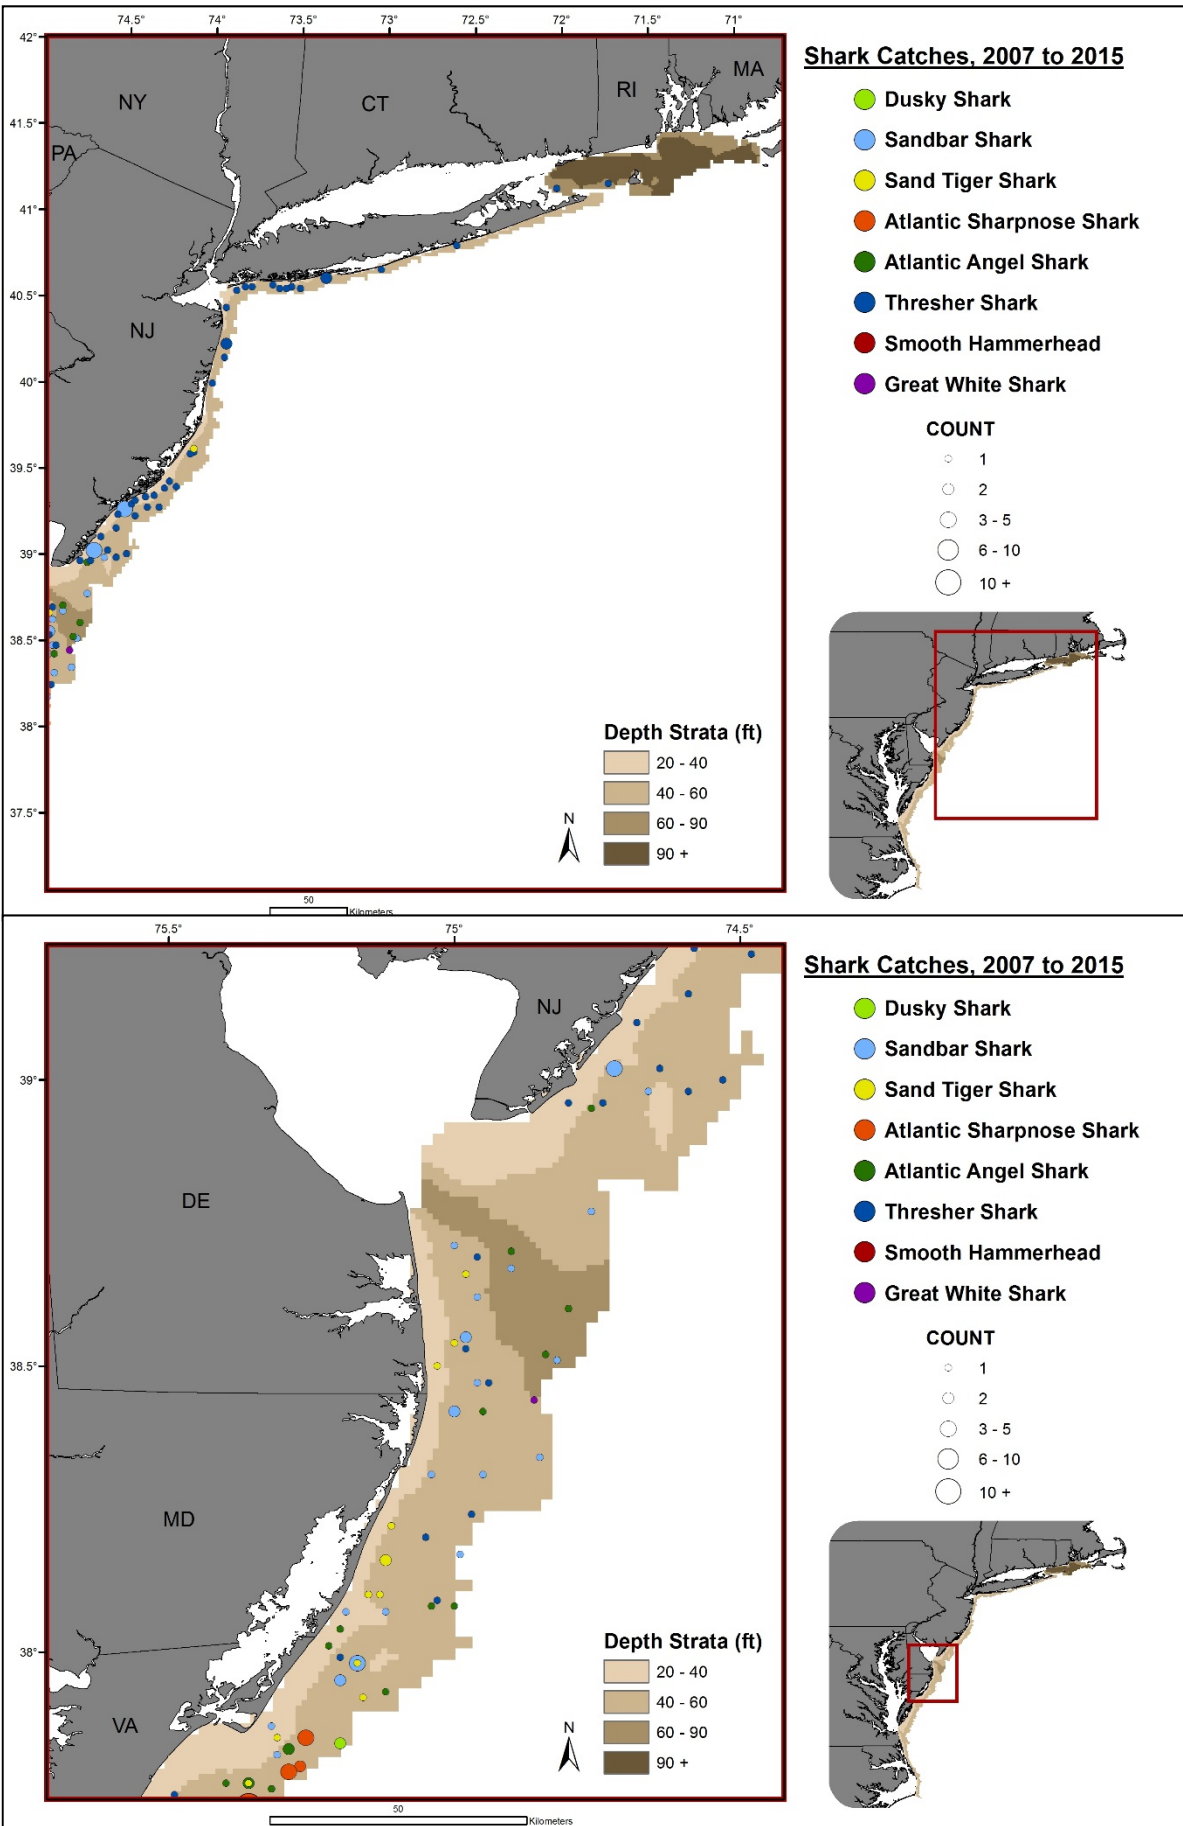 74.5° 74° 73.5° 73° 72.5° 72° 71.5° 71°
42°
41.5°
41°
40.5°
40°
39.5°
39°
38.5°
38°
37.5°
NY
CT
RI
MA
PA
NJ
Depth Strata (ft)
20 - 40
40 - 60
60 - 90
90 +
N
50
Kilometers
Shark Catches, 2007 to 2015
Dusky Shark
Sandbar Shark
Sand Tiger Shark
Atlantic Sharpnose Shark
Atlantic Angel Shark
Thresher Shark
Smooth Hammerhead
Great White Shark
COUNT
1
2
3 - 5
6 - 10
10 +
75.5° 75° 74.5°
39°
38.5°
38°
NJ
DE
MD
VA
Depth Strata (ft)
20 - 40
40 - 60
60 - 90
90 +
N
50
Kilometers
Shark Catches, 2007 to 2015
Dusky Shark
Sandbar Shark
Sand Tiger Shark
Atlantic Sharpnose Shark
Atlantic Angel Shark
Thresher Shark
Smooth Hammerhead
Great White Shark
COUNT
1
2
3 - 5
6 - 10
10 +